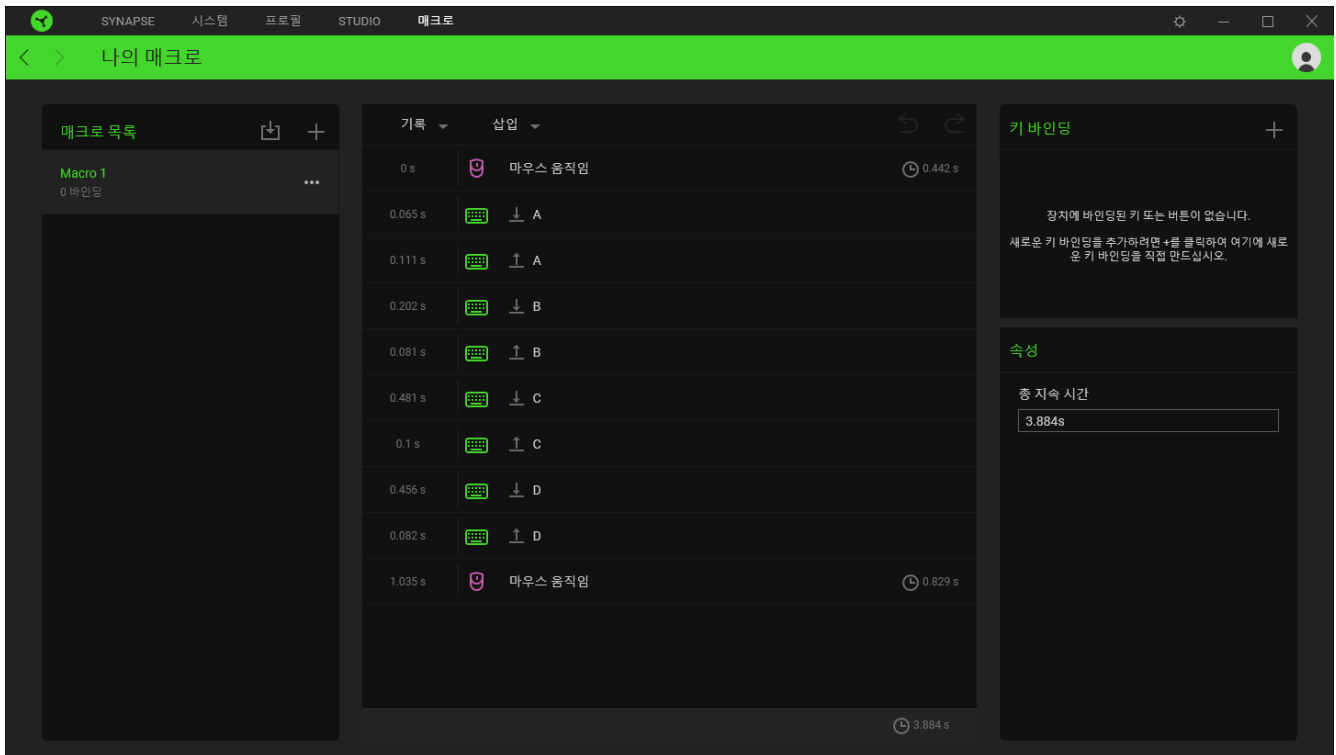 SYNAPSE 시스템 프로필 STUDIO 매크로
나의 매크로
매크로 목록
Macro 1
0 바인딩
기록 삽입
0 s 마우스 움직임 0.442 s
0.065 s A
0.111 s A
0.202 s B
0.081 s B
0.481 s C
0.1 s C
0.456 s D
0.082 s D
1.035 s 마우스 움직임 0.829 s
3.884 s
키 바인딩
장치에 바인딩된 키 또는 버튼이 없습니다.
새로운 키 바인딩을 추가하려면 +를 클릭하여 여기에 새로
운 키 바인딩을 직접 만드십시오.
속성
총 지속 시간
3.884s